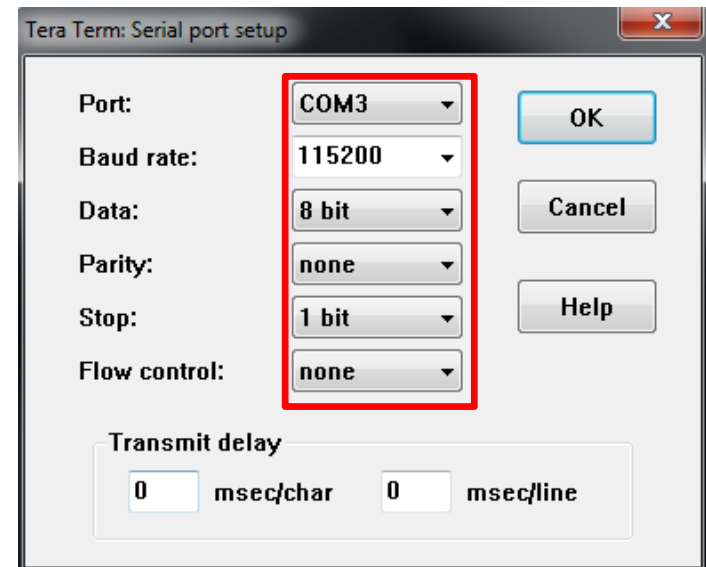 Tera Term: Serial port setup
Port: COM3 OK
Baud rate: 115200
Data: 8 bit Cancel
Parity: none
Stop: 1 bit Help
Flow control: none
Transmit delay
0 msec/char 0 msec/line